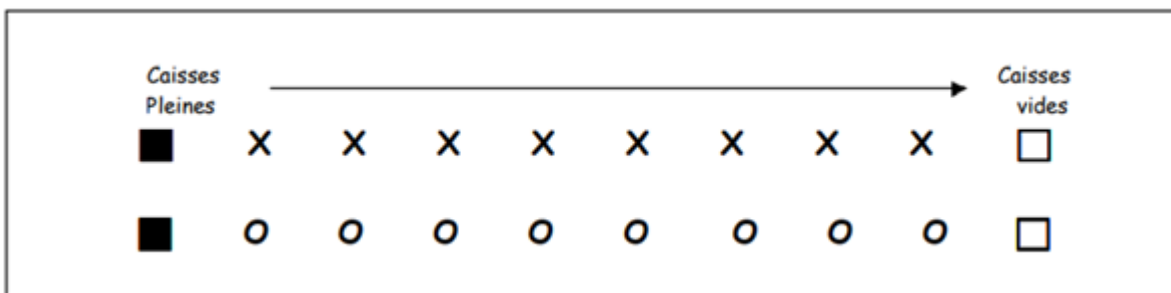 Caisses
Pleines
Caisses
vides
X X X X X X X X
O O O O O O O O